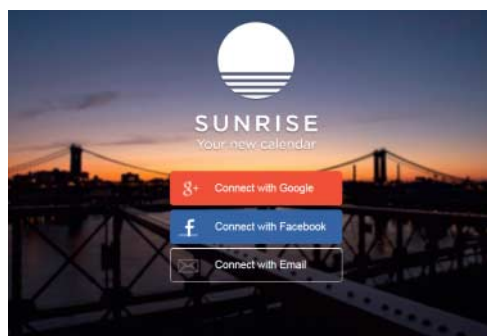 SUNRISE
Your new calendar
g+ Connect with Google
f Connect with Facebook
Connect with Email